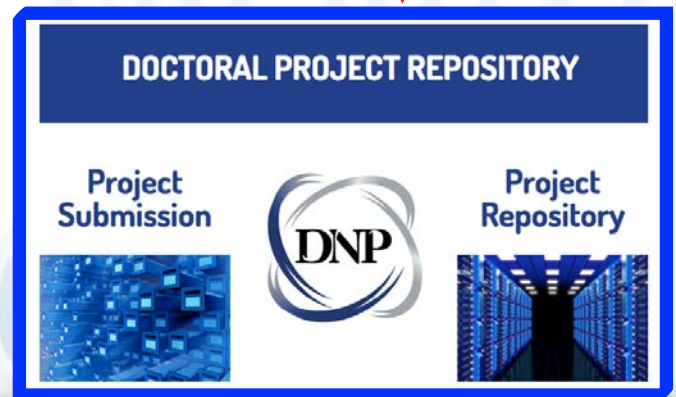 DOCTORAL PROJECT REPOSITORY
Project
Submission
DNP
Project
Repository